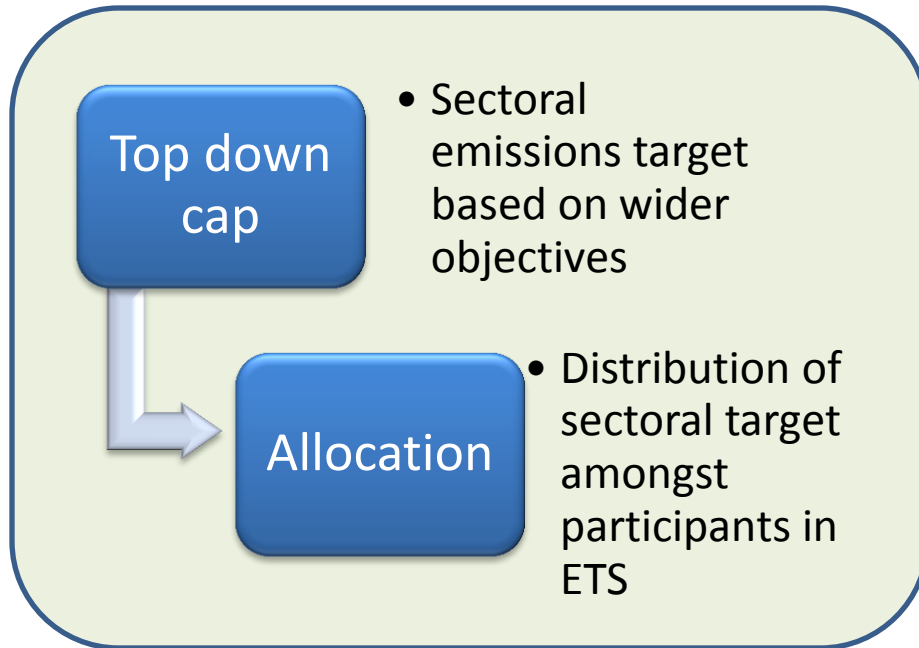 Top down
cap
• Sectoral
emissions target
based on wider
objectives
Allocation
• Distribution of
sectoral target
amongst
participants in
ETS